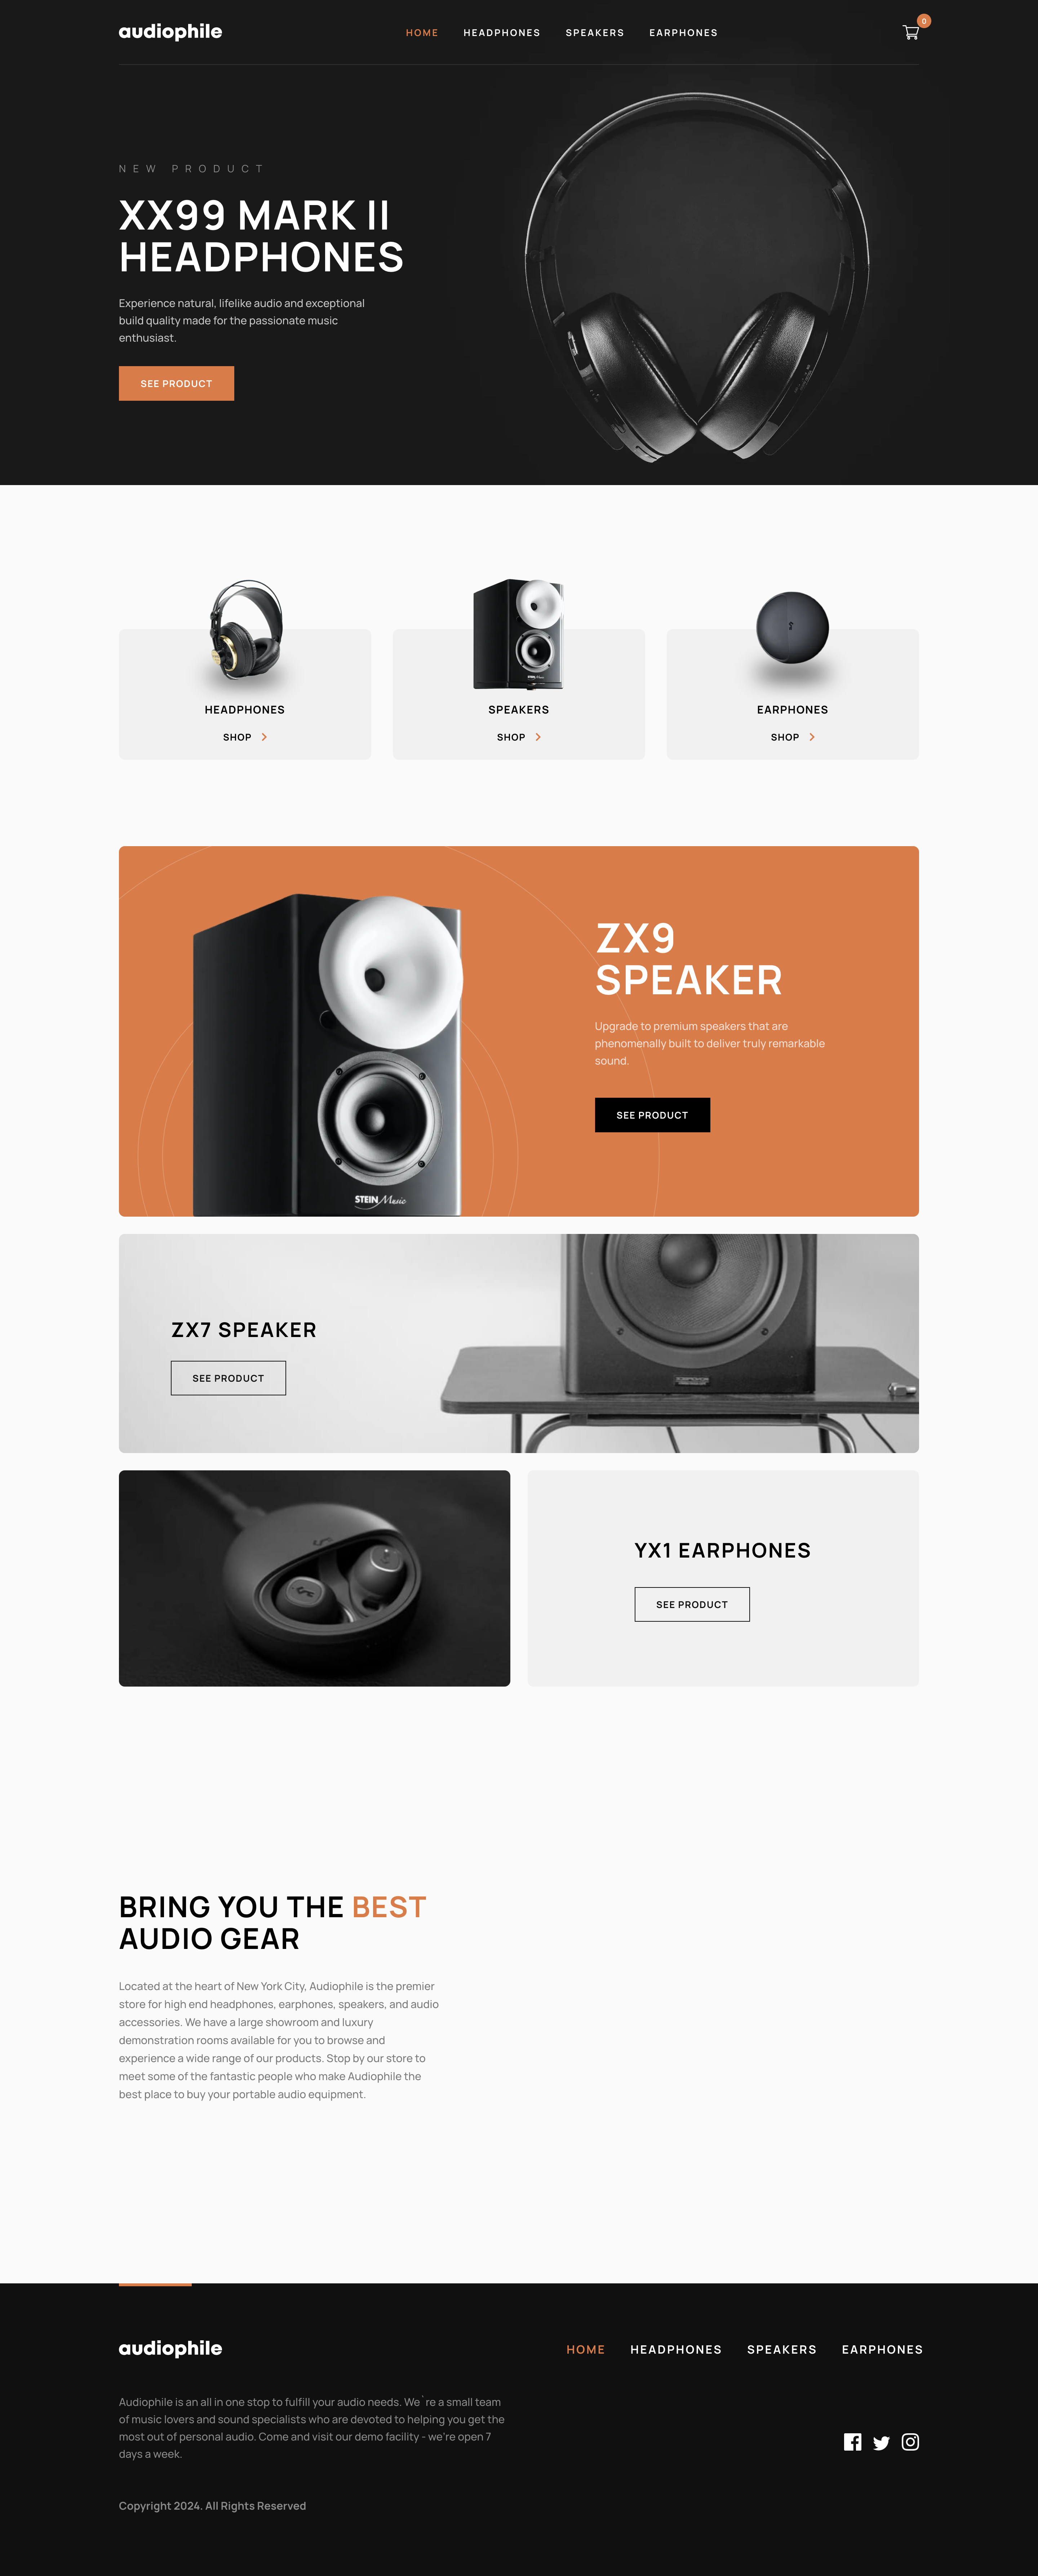 audiophile
HOME HEADPHONES SPEAKERS EARPHONES
0
NEW PRODUCT
XX99 MARK II
HEADPHONES
Experience natural, lifelike audio and exceptional
build quality made for the passionate music
enthusiast.
SEE PRODUCT
HEADPHONES
SHOP
SPEAKERS
SHOP
EARPHONES
SHOP
STEIN Music
ZX9
SPEAKER
Upgrade to premium speakers that are
phenomenally built to deliver truly remarkable
sound.
SEE PRODUCT
ZX7 SPEAKER
SEE PRODUCT
YX1 EARPHONES
SEE PRODUCT
BRING YOU THE BEST
AUDIO GEAR
Located at the heart of New York City, Audiophile is the premier
store for high end headphones, earphones, speakers, and audio
accessories. We have a large showroom and luxury
demonstration rooms available for you to browse and
experience a wide range of our products. Stop by our store to
meet some of the fantastic people who make Audiophile the
best place to buy your portable audio equipment.
audiophile
HOME HEADPHONES SPEAKERS EARPHONES
Audiophile is an all in one stop to fulfill your audio needs. We`re a small team
of music lovers and sound specialists who are devoted to helping you get the
most out of personal audio. Come and visit our demo facility - we're open 7
days a week.
Copyright 2024. All Rights Reserved